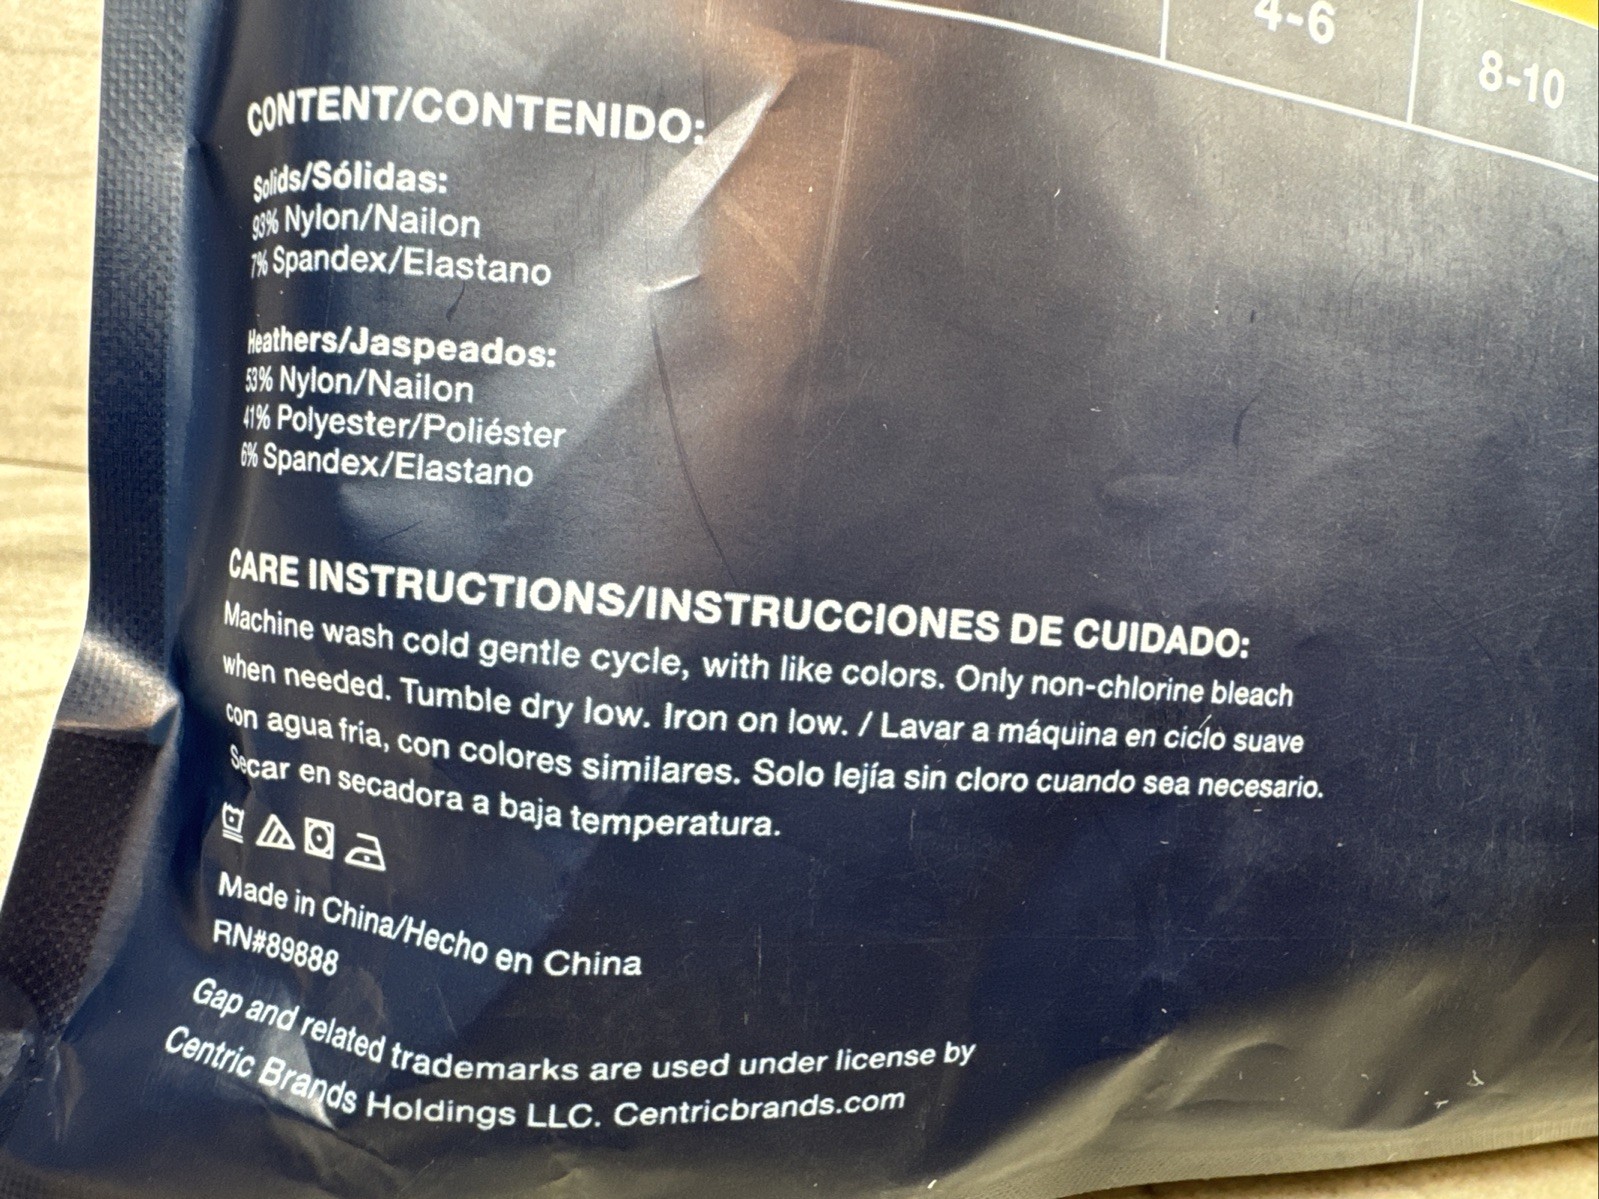 4-6
8-10
CONTENT/CONTENIDO:
Solids/Sólidas:
93% Nylon/Nailon
7% Spandex/Elastano
Heathers/Jaspeados:
53% Nylon/Nailon
41% Polyester/Poliéster
6% Spandex/Elastano
CARE INSTRUCTIONS/INSTRUCCIONES DE CUIDADO:
Machine wash cold gentle cycle, with like colors. Only non-chlorine bleach
when needed. Tumble dry low. Iron on low. / Lavar a máquina en ciclo suave
con agua fría, con colores similares. Solo lejía sin cloro cuando sea necesario.
Secar en secadora a baja temperatura.
Made in China/Hecho en China
RN#89888
Gap and related trademarks are used under license by
Centric Brands Holdings LLC. Centricbrands.com